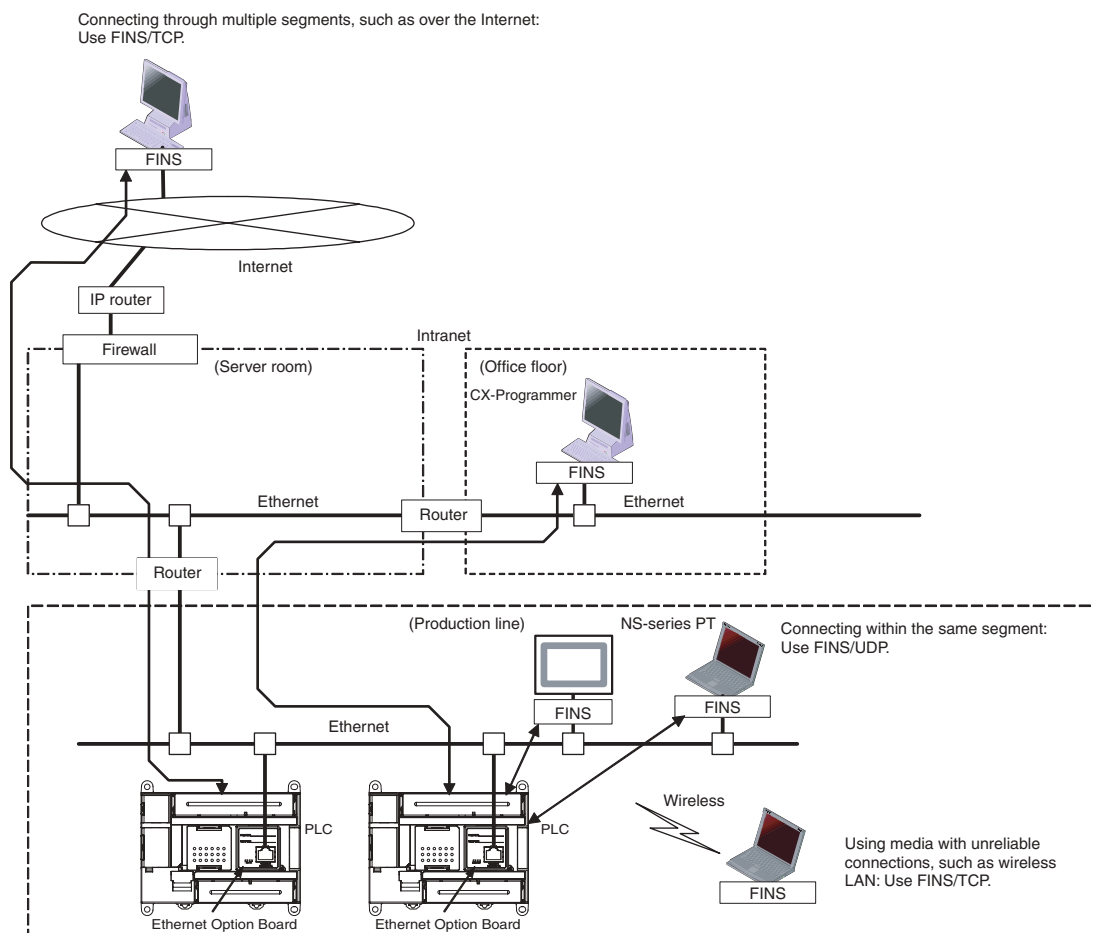 Connecting through multiple segments, such as over the Internet:
Use FINS/TCP.
FINS
Internet
IP router
Firewall
Intranet
(Server room)
(Office floor)
CX-Programmer
FINS
Ethernet
Router
Ethernet
Router
(Production line)
NS-series PT
Connecting within the same segment:
Use FINS/UDP.
FINS
FINS
Ethernet
Wireless
PLC
PLC
Using media with unreliable
connections, such as wireless
LAN: Use FINS/TCP.
FINS
Ethernet Option Board
Ethernet Option Board